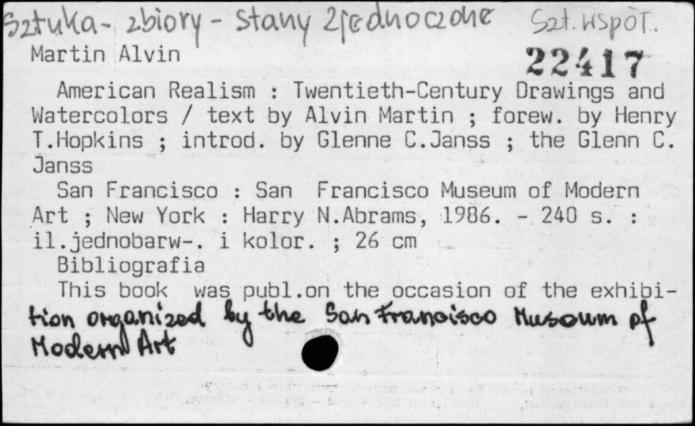 Sztuka - zbiory - Stany Zjednoczone Szt. wspoT.
Martin Alvin 22417
American Realism : Twentieth-Century Drawings and
Watercolors / text by Alvin Martin ; forew. by Henry
T.Hopkins ; introd. by Glenne C.Janss ; the Glenn C.
Janss
San Francisco : San Francisco Museum of Modern
Art ; New York : Harry N.Abrams, 1986. - 240 s. :
il.jednobarw-. i kolor. ; 26 cm
Bibliografia
This book was publ.on the occasion of the exhibi-
tion organized by the San Francisco Museum of
Modern Art